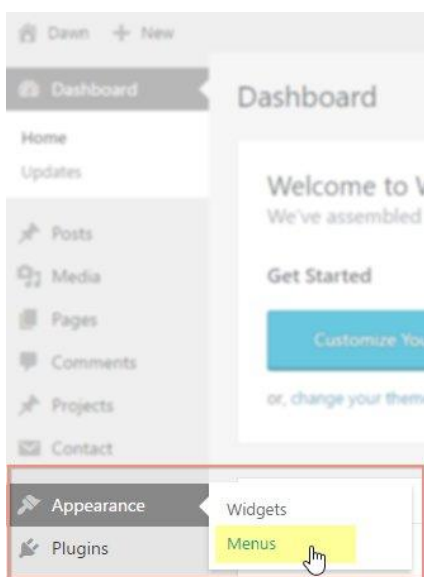 Dawn + New
Dashboard
Home
Updates
Posts
Media
Pages
Comments
Projects
Contact
Appearance
Plugins
Widgets
Menus
Dashboard
Welcome to
We've assembled
Get Started
Customize You
or, change your theme